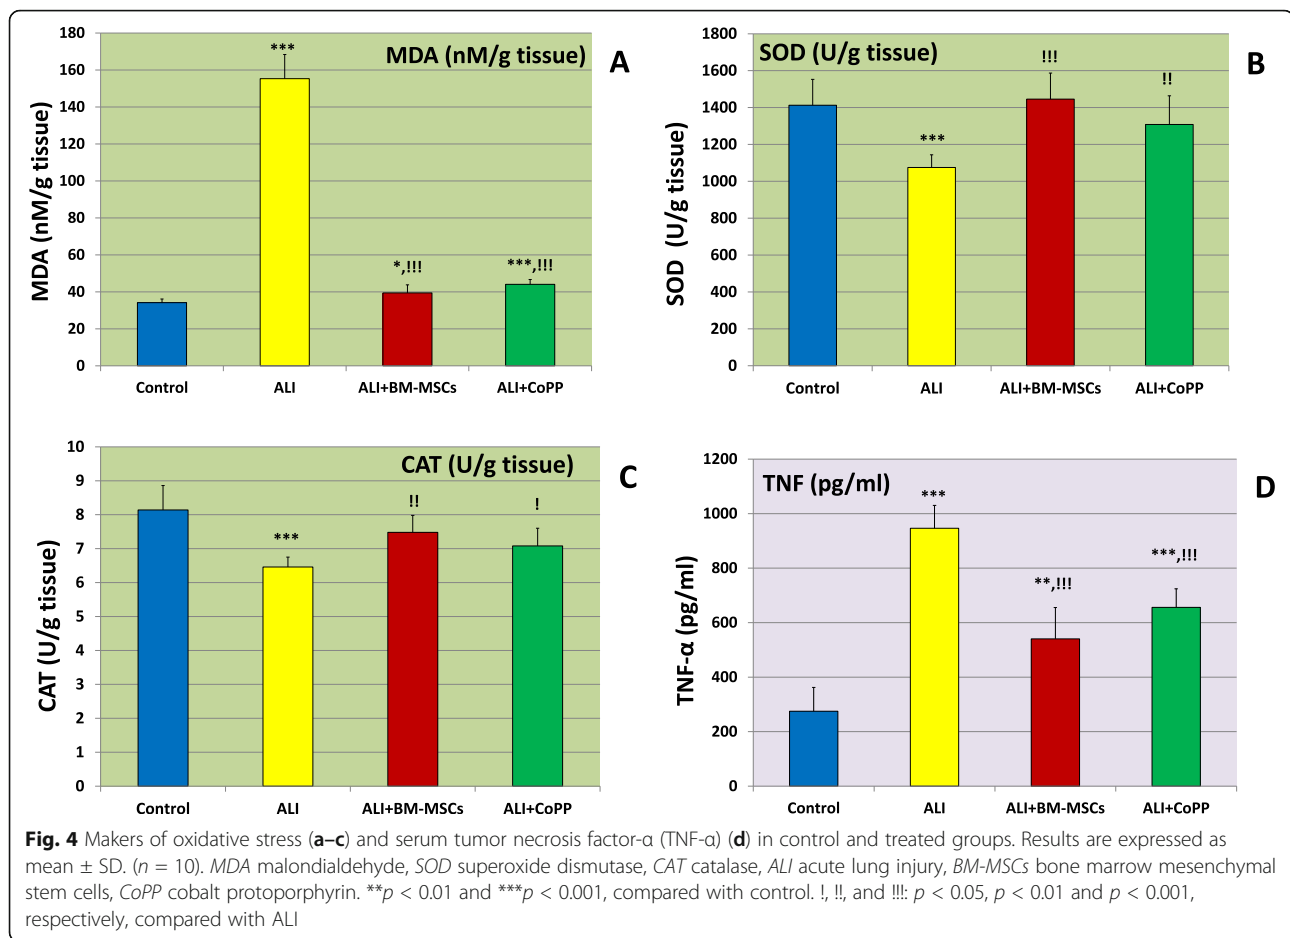 MDA (nM/g tissue)
A
MDA (nM/g tissue)
180
160
140
120
100
80
60
40
20
0
***
*,!!!
***,!!!
Control
ALI
ALI+BM-MSCs
ALI+CoPP
SOD (U/g tissue)
B
SOD (U/g tissue)
1800
1600
1400
1200
1000
800
600
400
200
0
***
!!!
!!
Control
ALI
ALI+BM-MSCs
ALI+CoPP
CAT (U/g tissue)
C
CAT (U/g tissue)
10
9
8
7
6
5
4
3
2
1
0
***
!!
!
Control
ALI
ALI+BM-MSCs
ALI+CoPP
TNF (pg/ml)
D
TNF-α (pg/ml)
1200
1000
800
600
400
200
0
***
**,!!!
***,!!!
Control
ALI
ALI+BM-MSCs
ALI+CoPP
Fig. 4 Makers of oxidative stress (a–c) and serum tumor necrosis factor-α (TNF-α) (d) in control and treated groups. Results are expressed as
mean ± SD. (n = 10). MDA malondialdehyde, SOD superoxide dismutase, CAT catalase, ALI acute lung injury, BM-MSCs bone marrow mesenchymal
stem cells, CoPP cobalt protoporphyrin. **p < 0.01 and ***p < 0.001, compared with control. !, !!, and !!!: p < 0.05, p < 0.01 and p < 0.001,
respectively, compared with ALI